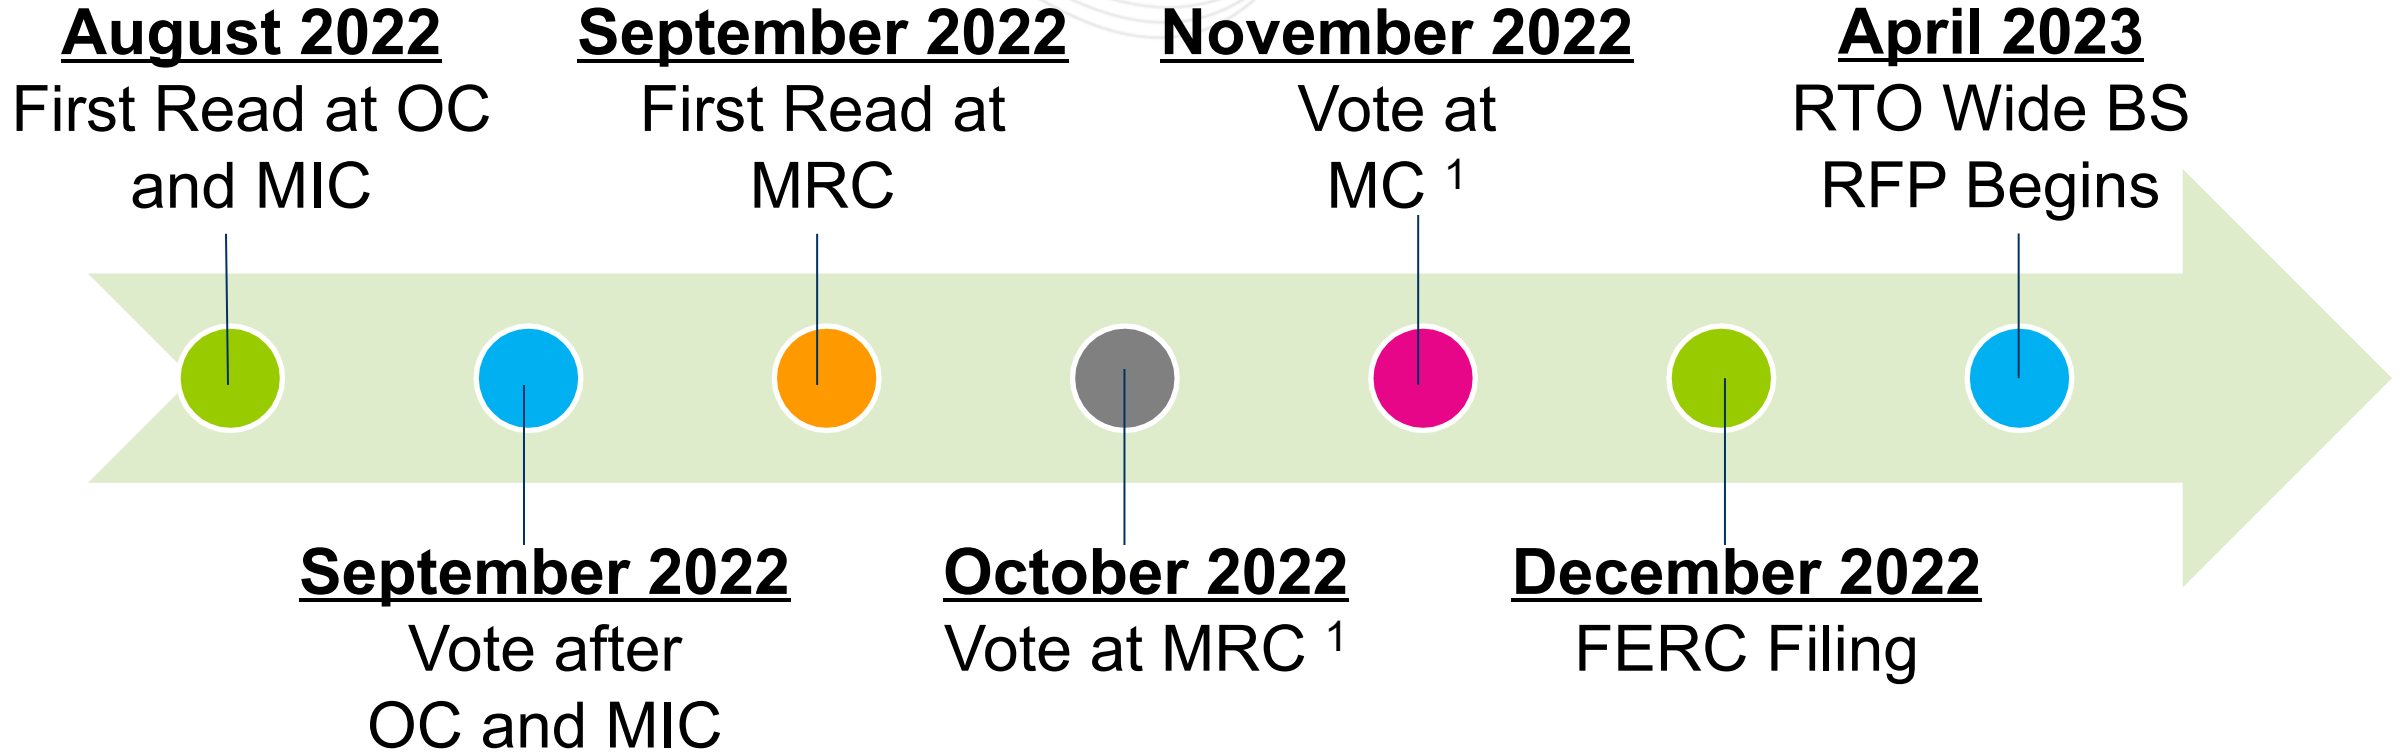 August 2022
First Read at OC
and MIC
September 2022
Vote after
OC and MIC
September 2022
First Read at
MRC
October 2022
Vote at MRC 1
November 2022
Vote at
MC 1
December 2022
FERC Filing
April 2023
RTO Wide BS
RFP Begins